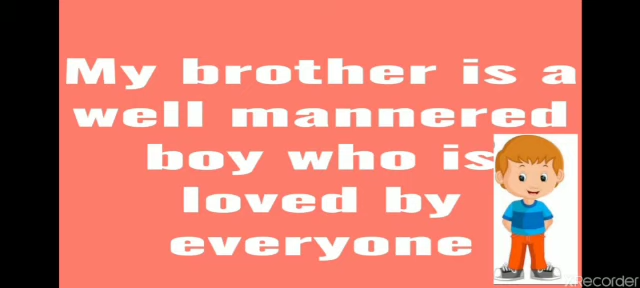 My brother is a
well mannered
boy who is
loved by
everyone
Recorder